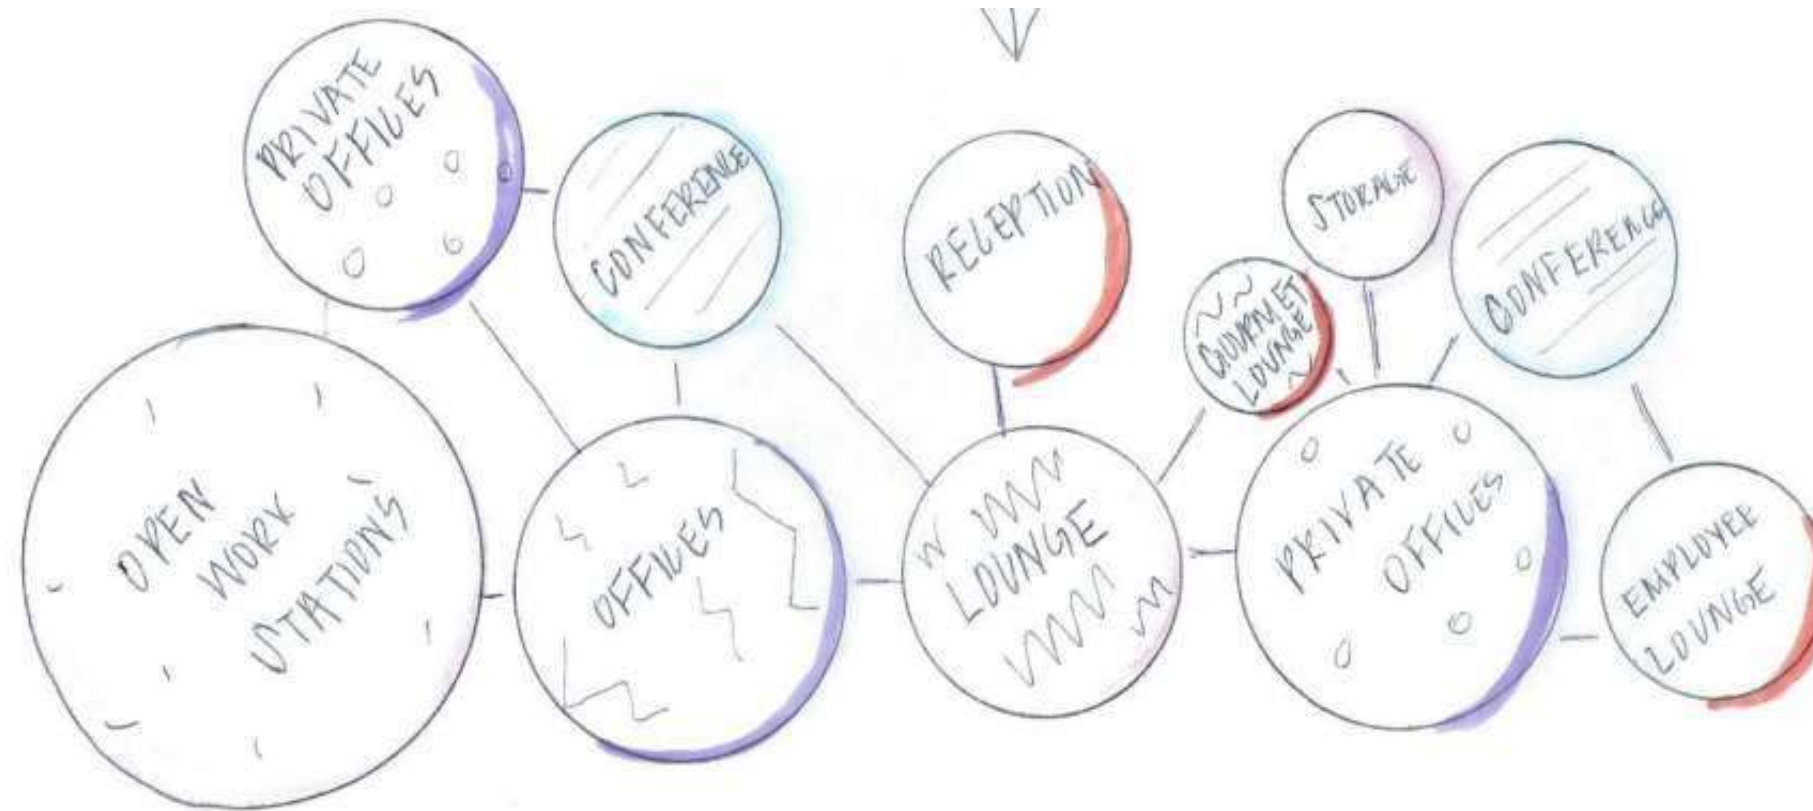 PRIVATE
OFFICES
CONFERENCE
RECEPTION
STORAGE
CONFERENCE
GOURMET
LOUNGE
OPEN
WORK
STATIONS
OFFICES
LOUNGE
PRIVATE
OFFICES
EMPLOYEE
LOUNGE